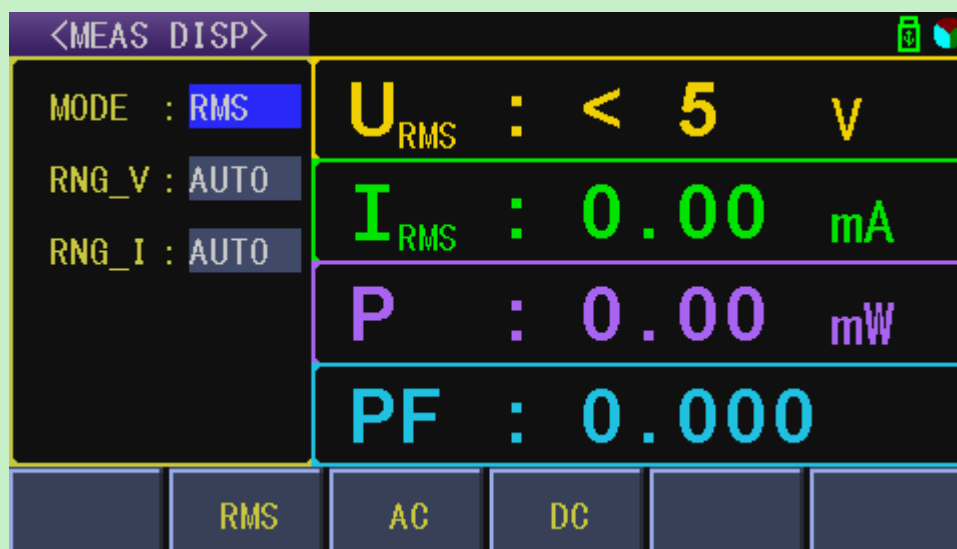 <MEAS DISP>
MODE : RMS
RNG_V : AUTO
RNG_I : AUTO
URMS : < 5 V
IRMS : 0.00 mA
P : 0.00 mW
PF : 0.000
RMS AC DC